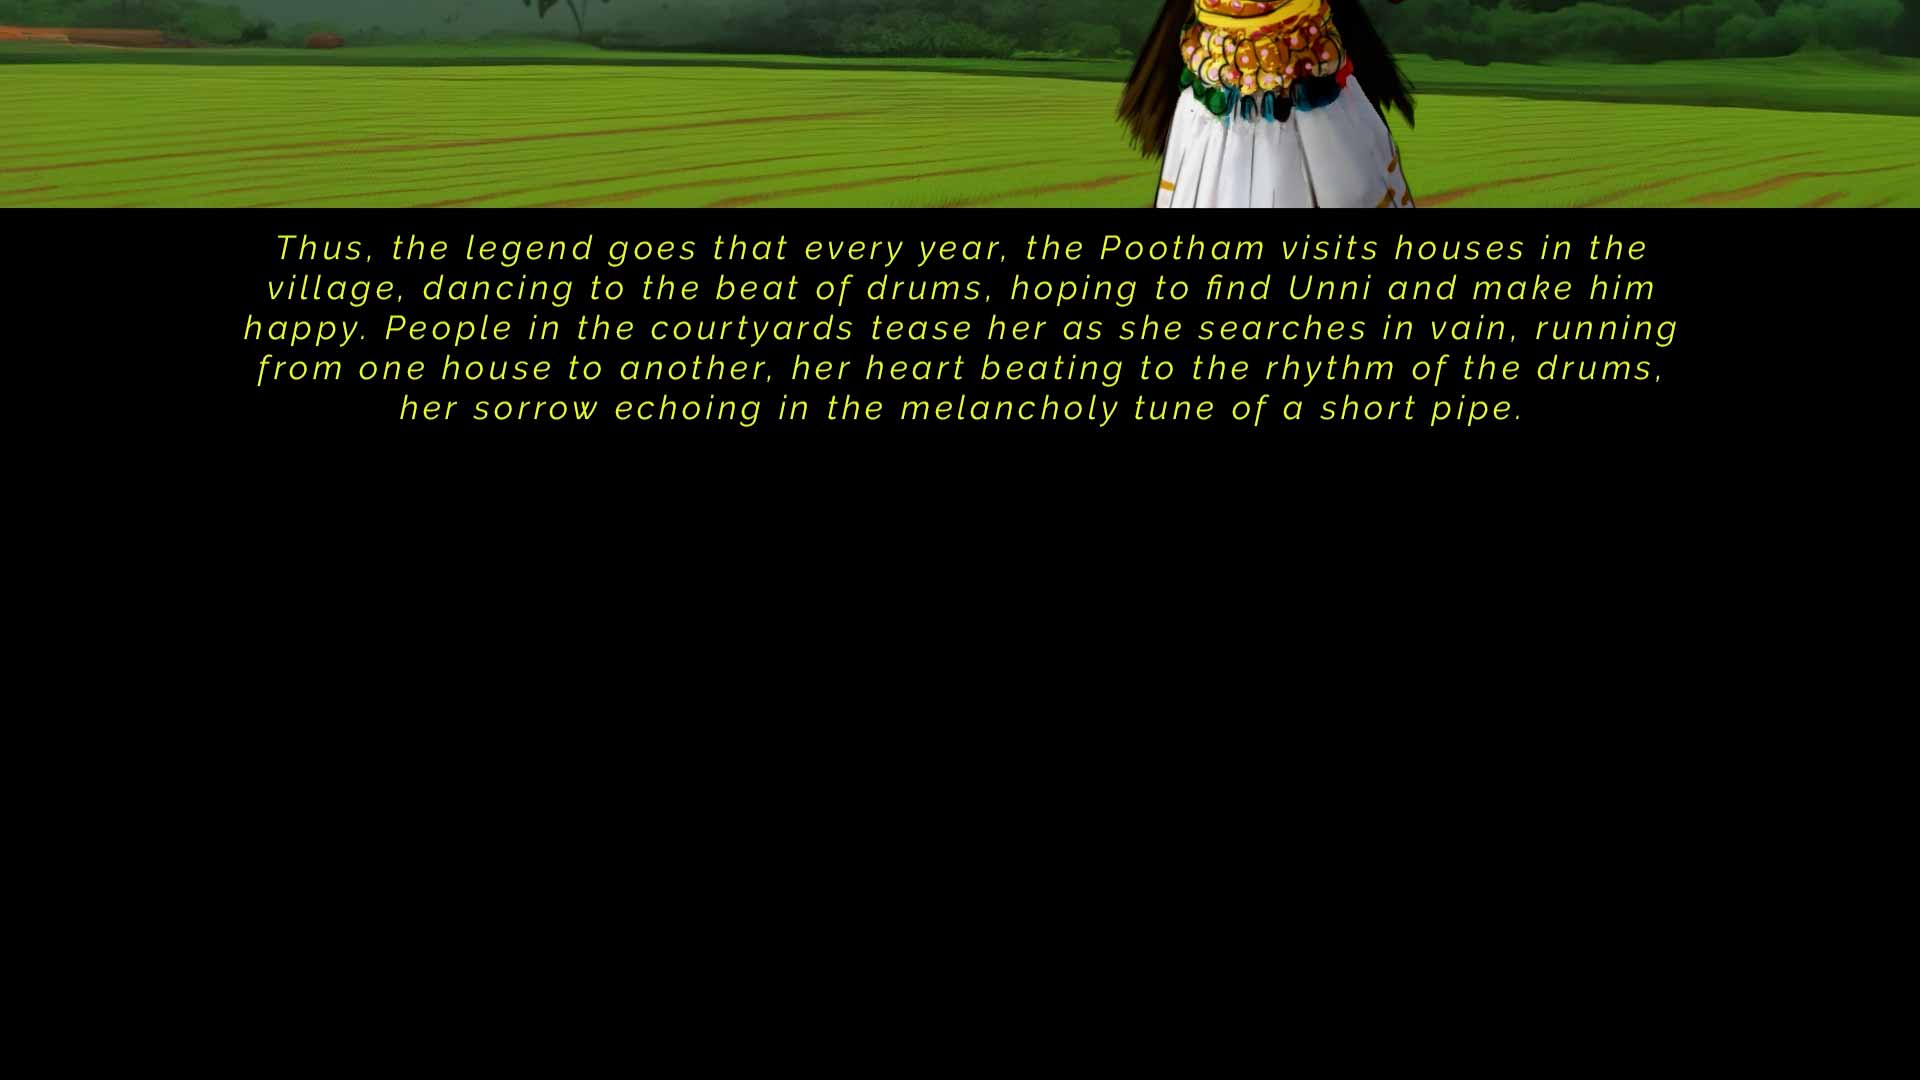 Thus, the legend goes that every year, the Pootham visits houses in the
village, dancing to the beat of drums, hoping to find Unni and make him
happy. People in the courtyards tease her as she searches in vain, running
from one house to another, her heart beating to the rhythm of the drums,
her sorrow echoing in the melancholy tune of a short pipe.